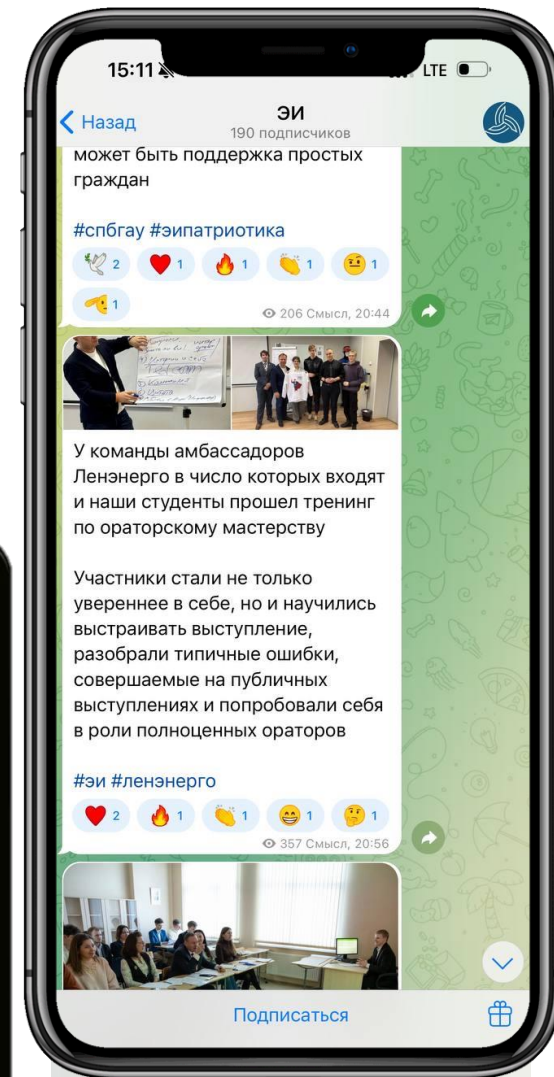 15:11
LTE
Назад
ЭИ
190 подписчиков
может быть поддержка простых
граждан
#спбгау #эипатриотика
2 1 1 1 1
1
206 Смысл, 20:44
У команды амбассадоров
Ленэнерго в число которых входят
и наши студенты прошел тренинг
по ораторскому мастерству
Участники стали не только
увереннее в себе, но и научились
выстраивать выступление,
разобрали типичные ошибки,
совершаемые на публичных
выступлениях и попробовали себя
в роли полноценных ораторов
#эи #ленэнерго
2 1 1 1 1
357 Смысл, 20:56
Подписаться